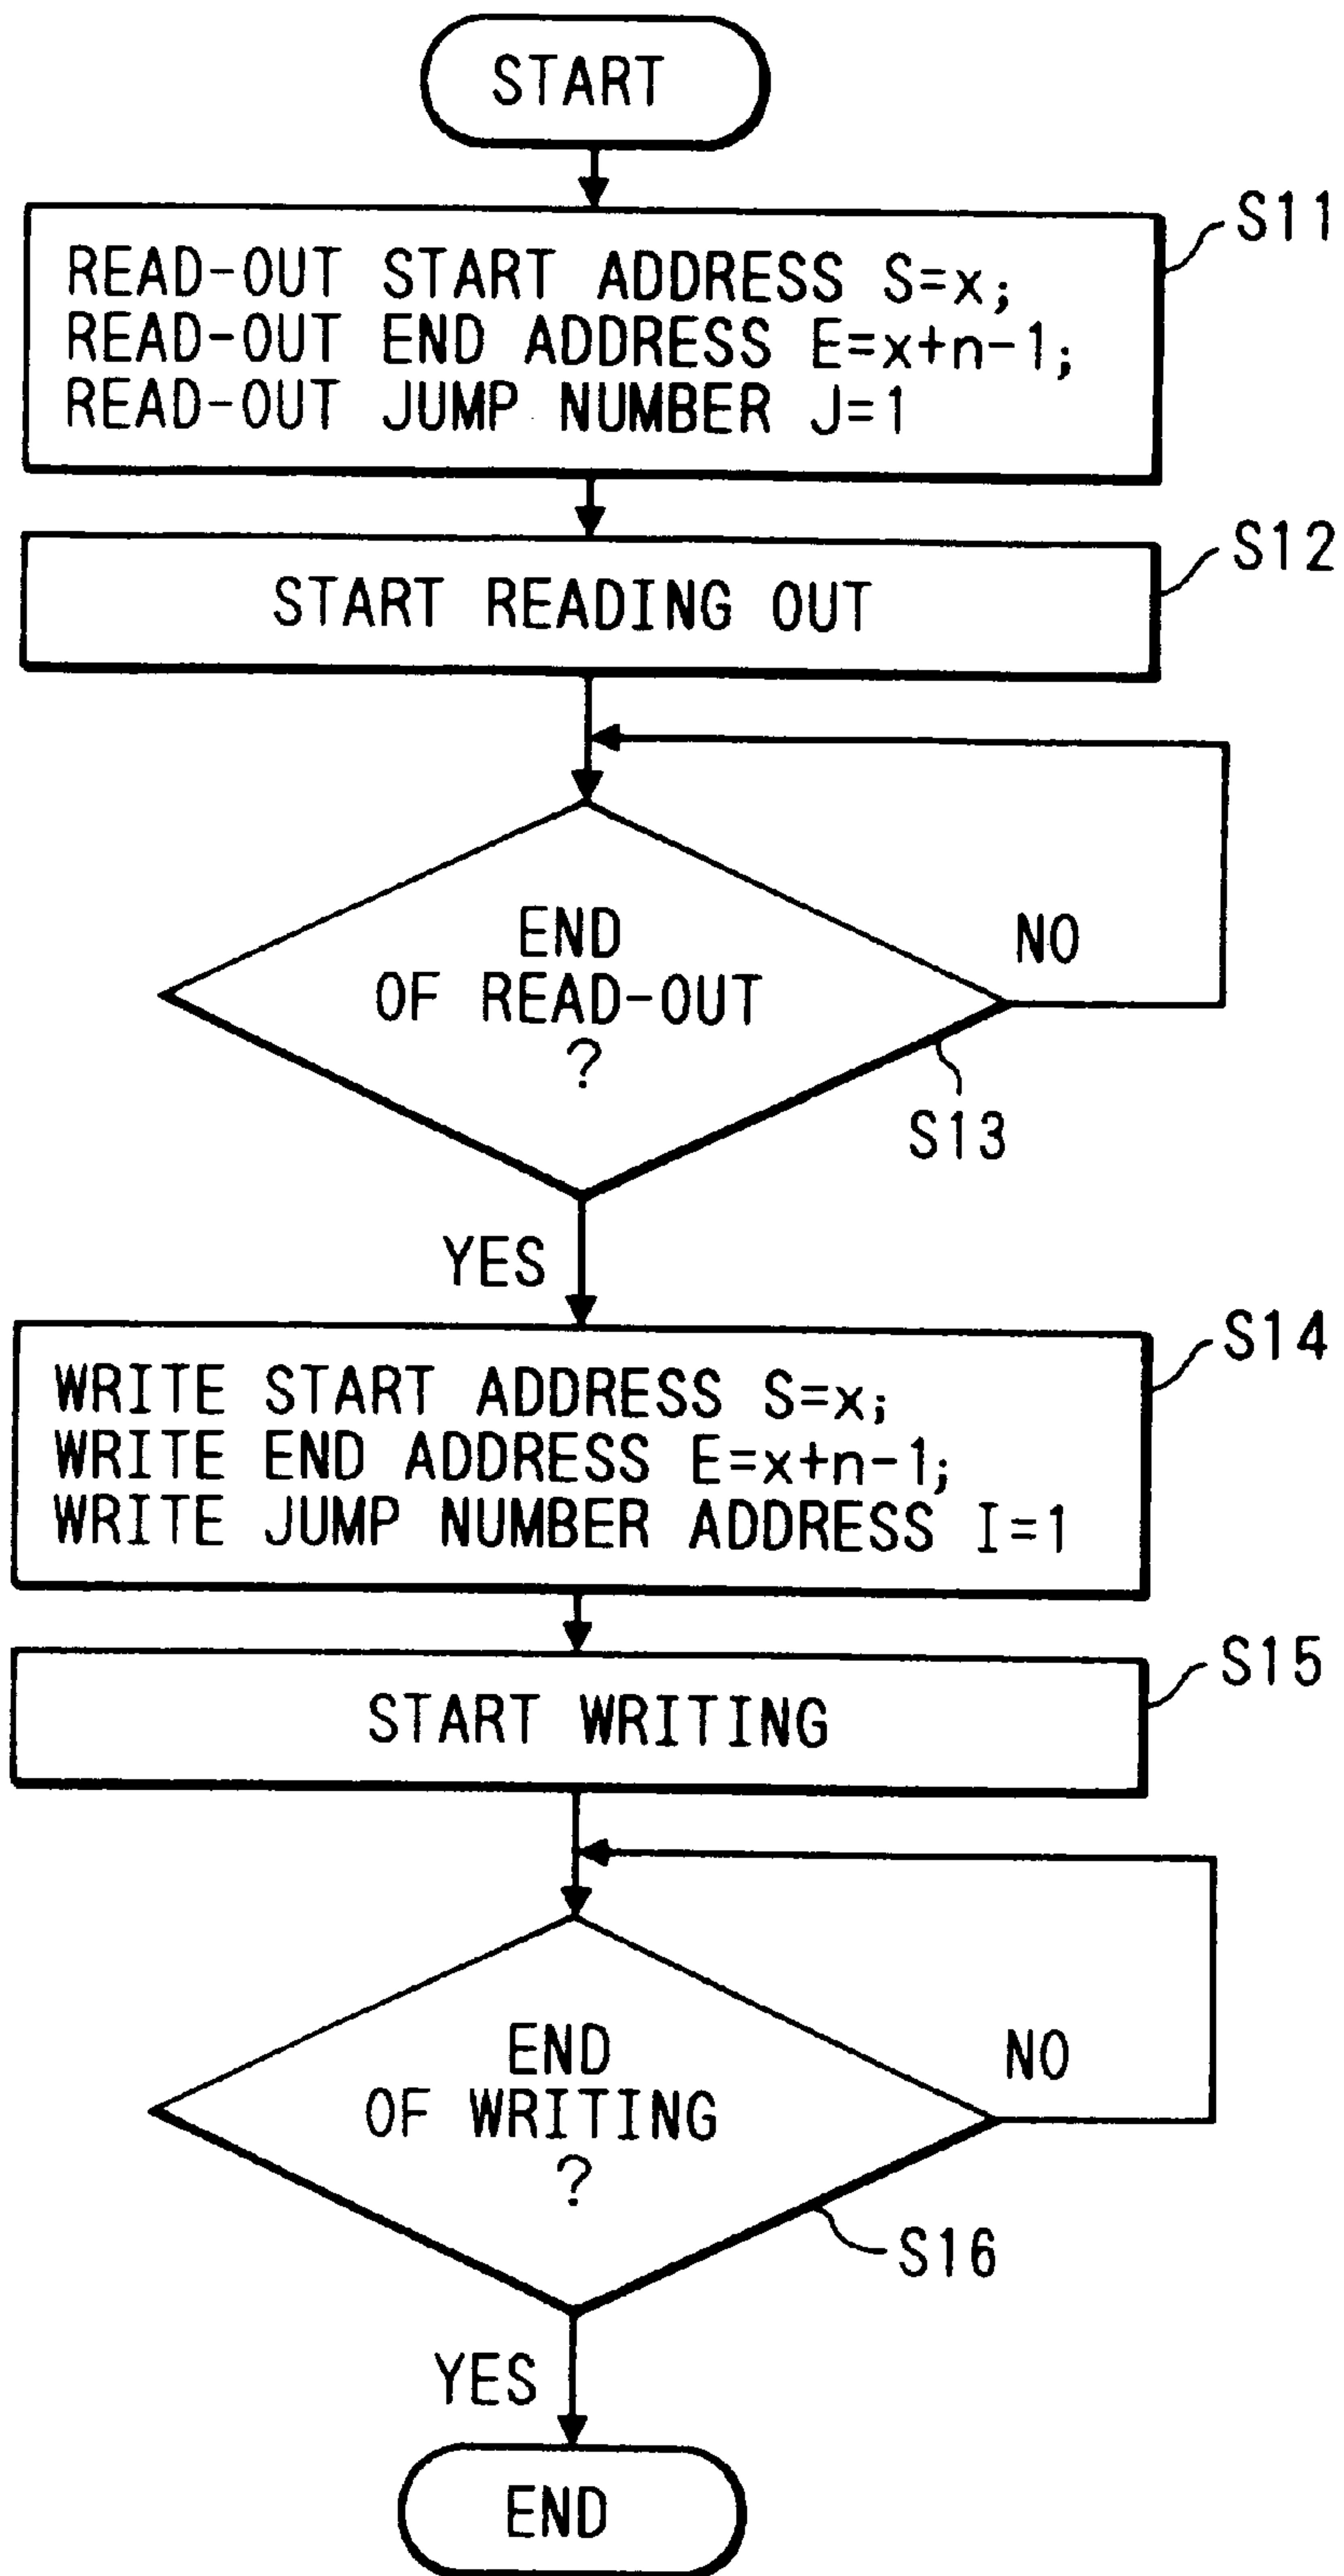 START
S11
READ-OUT START ADDRESS S=x;
READ-OUT END ADDRESS E=x+n-1;
READ-OUT JUMP NUMBER J=1
S12
START READING OUT
END
OF READ-OUT
?
NO
S13
YES
S14
WRITE START ADDRESS S=x;
WRITE END ADDRESS E=x+n-1;
WRITE JUMP NUMBER ADDRESS I=1
S15
START WRITING
END
OF WRITING
?
NO
S16
YES
END